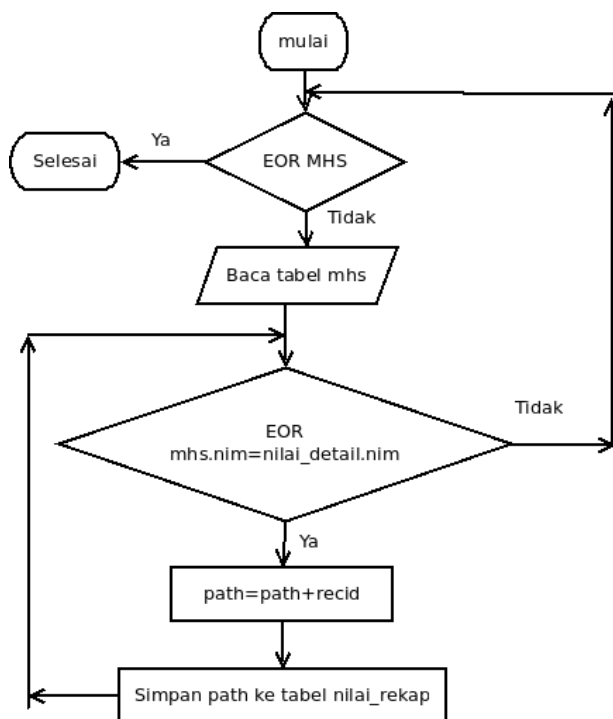 mulai
Ya
Selesai
EOR MHS
Tidak
Baca tabel mhs
Tidak
EOR
mhs.nim=nilai_detail.nim
Ya
path=path+recid
Simpan path ke tabel nilai_rekap